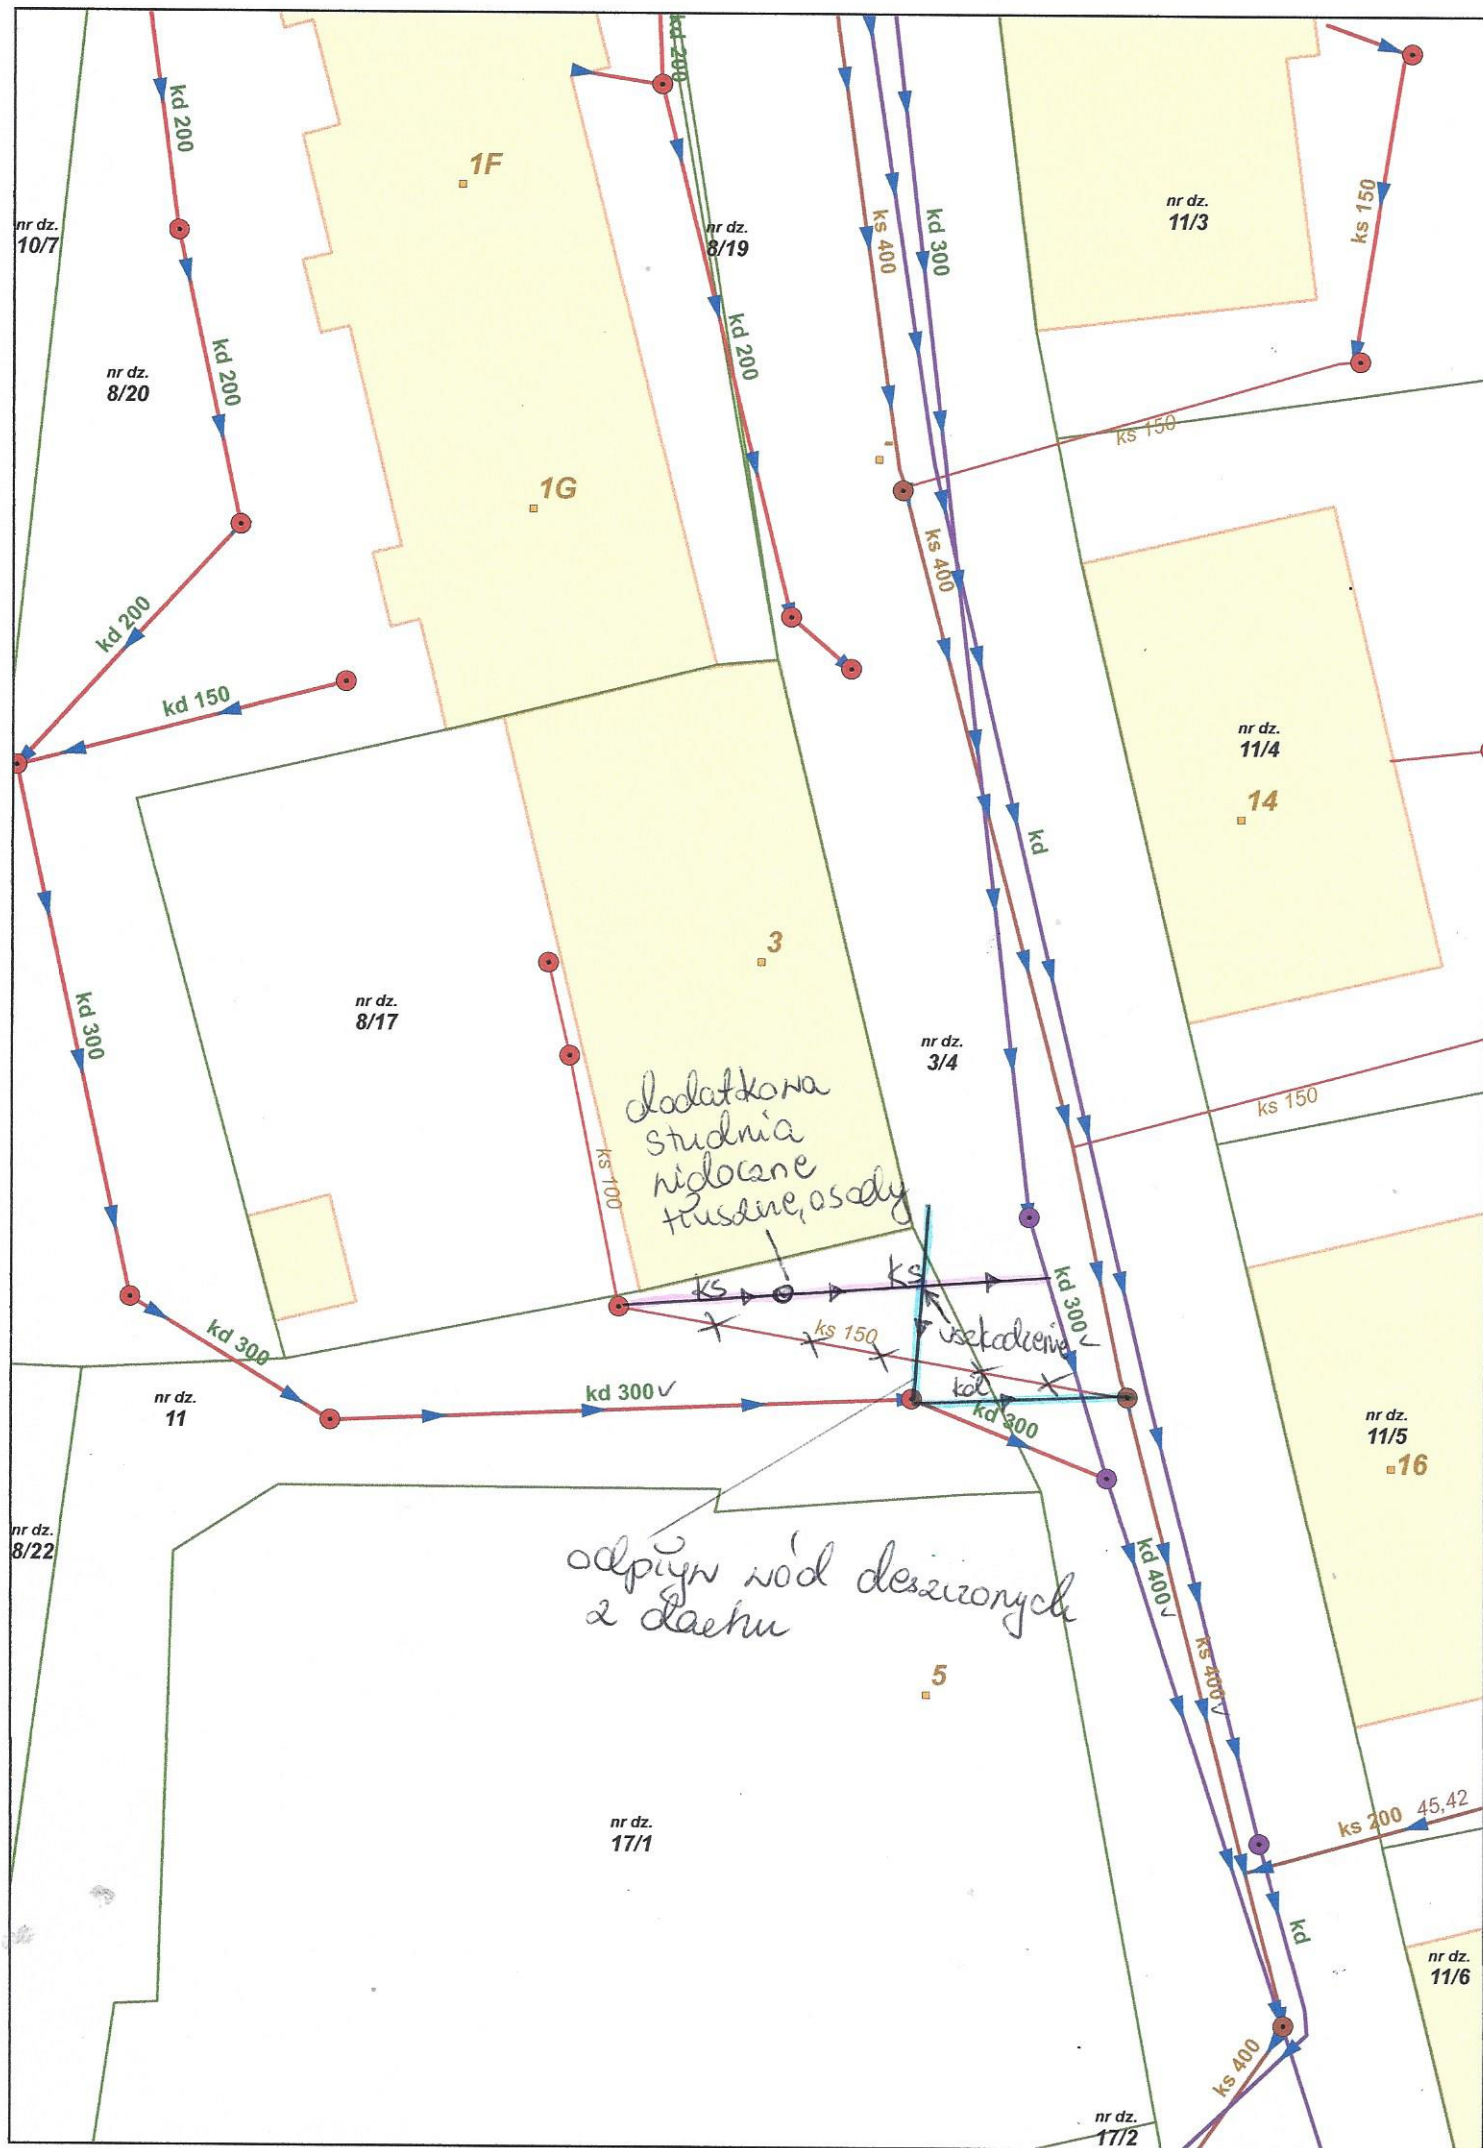 kd 200
kd 200
1F
nr dz.
10/7
nr dz.
8/19
ks 400
kd 300
nr dz.
11/3
ks 150
nr dz.
8/20
kd 200
kd 200
ks 150
1G
ks 400
kd 200
kd 150
nr dz.
11/4
14
kd
3
kd 300
nr dz.
8/17
nr dz.
3/4
dodatkowa
studnia
widoczne
tłuszcze, osady
ks 150
ks 100
ks
ks
kd 300
kd 300
ks 150
nr dz.
11
kd 300
kd
kd 300
nr dz.
11/5
16
nr dz.
8/22
odpływ wód deszczowych
z dachu
kd 400
ks 400
5
nr dz.
17/1
ks 200 45,42
kd
nr dz.
11/6
ks 400
nr dz.
17/2